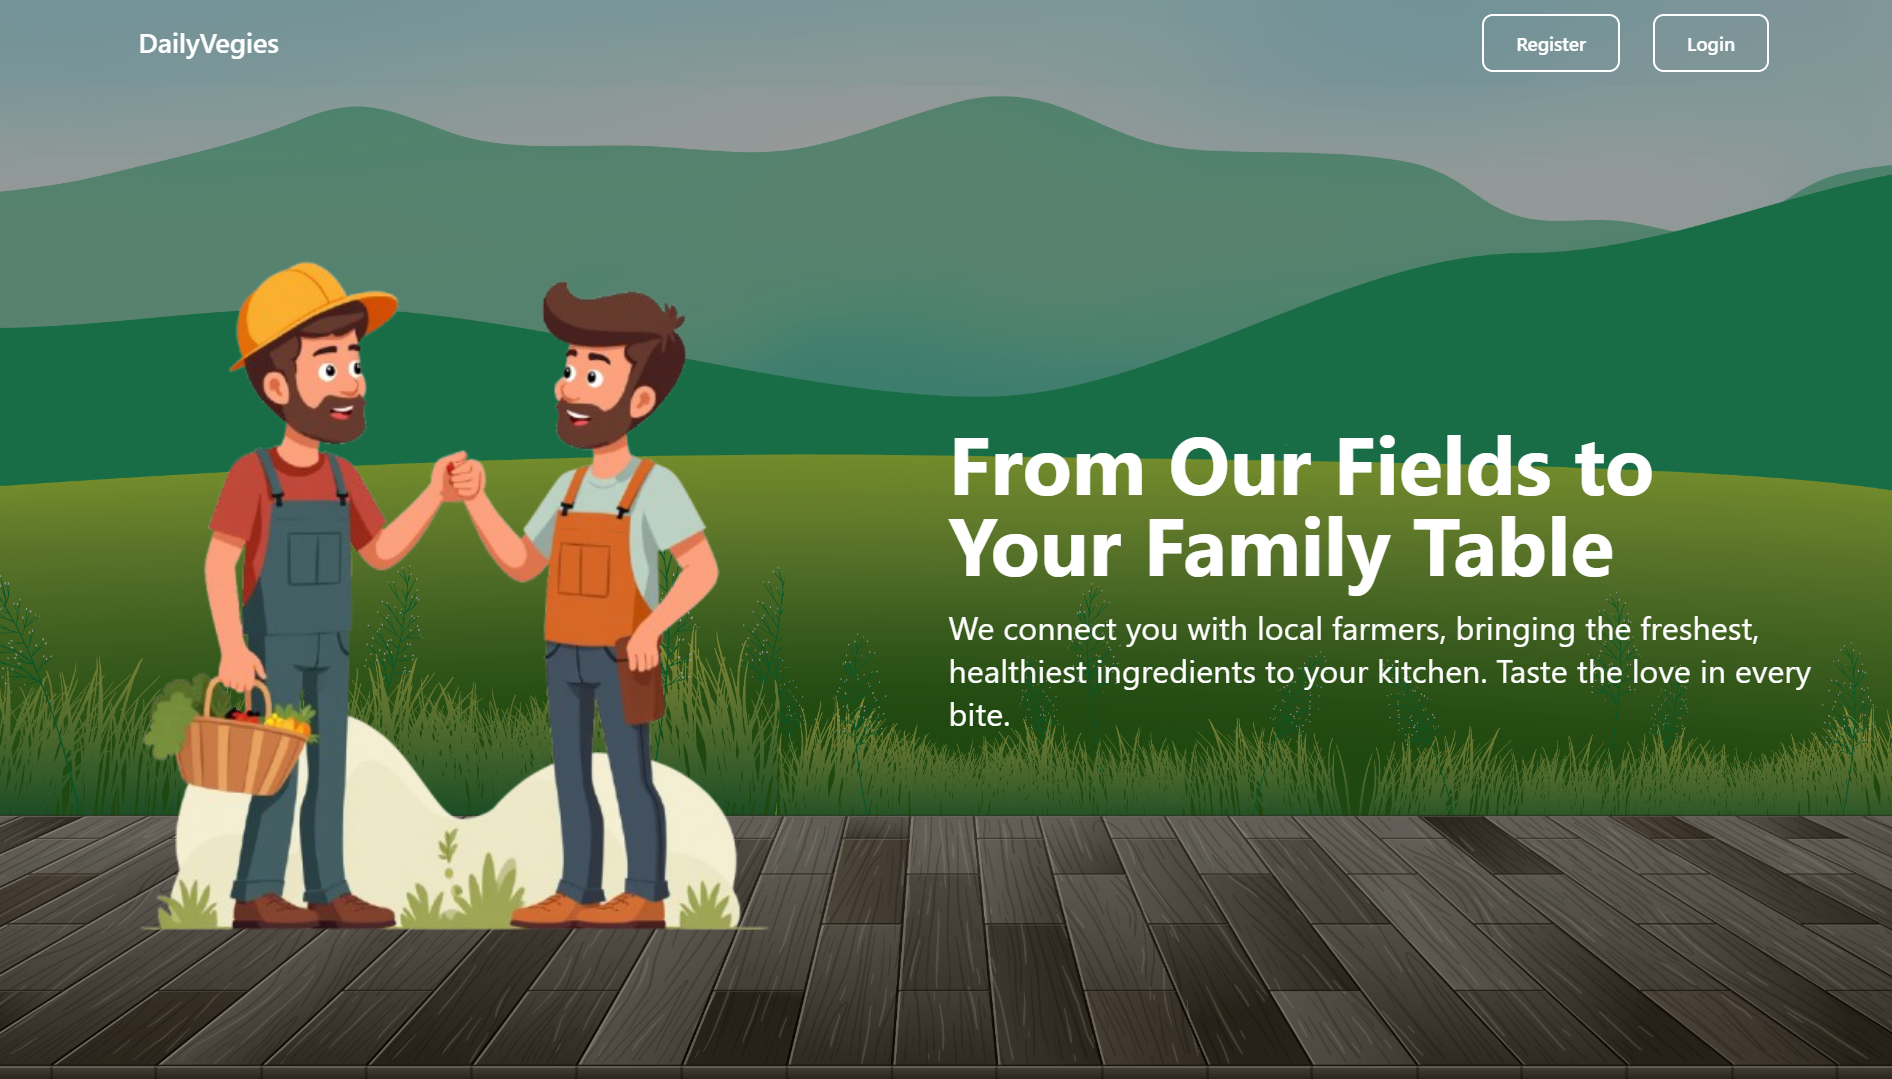 DailyVegies
Register
Login
From Our Fields to
Your Family Table
We connect you with local farmers, bringing the freshest,
healthiest ingredients to your kitchen. Taste the love in every
bite.